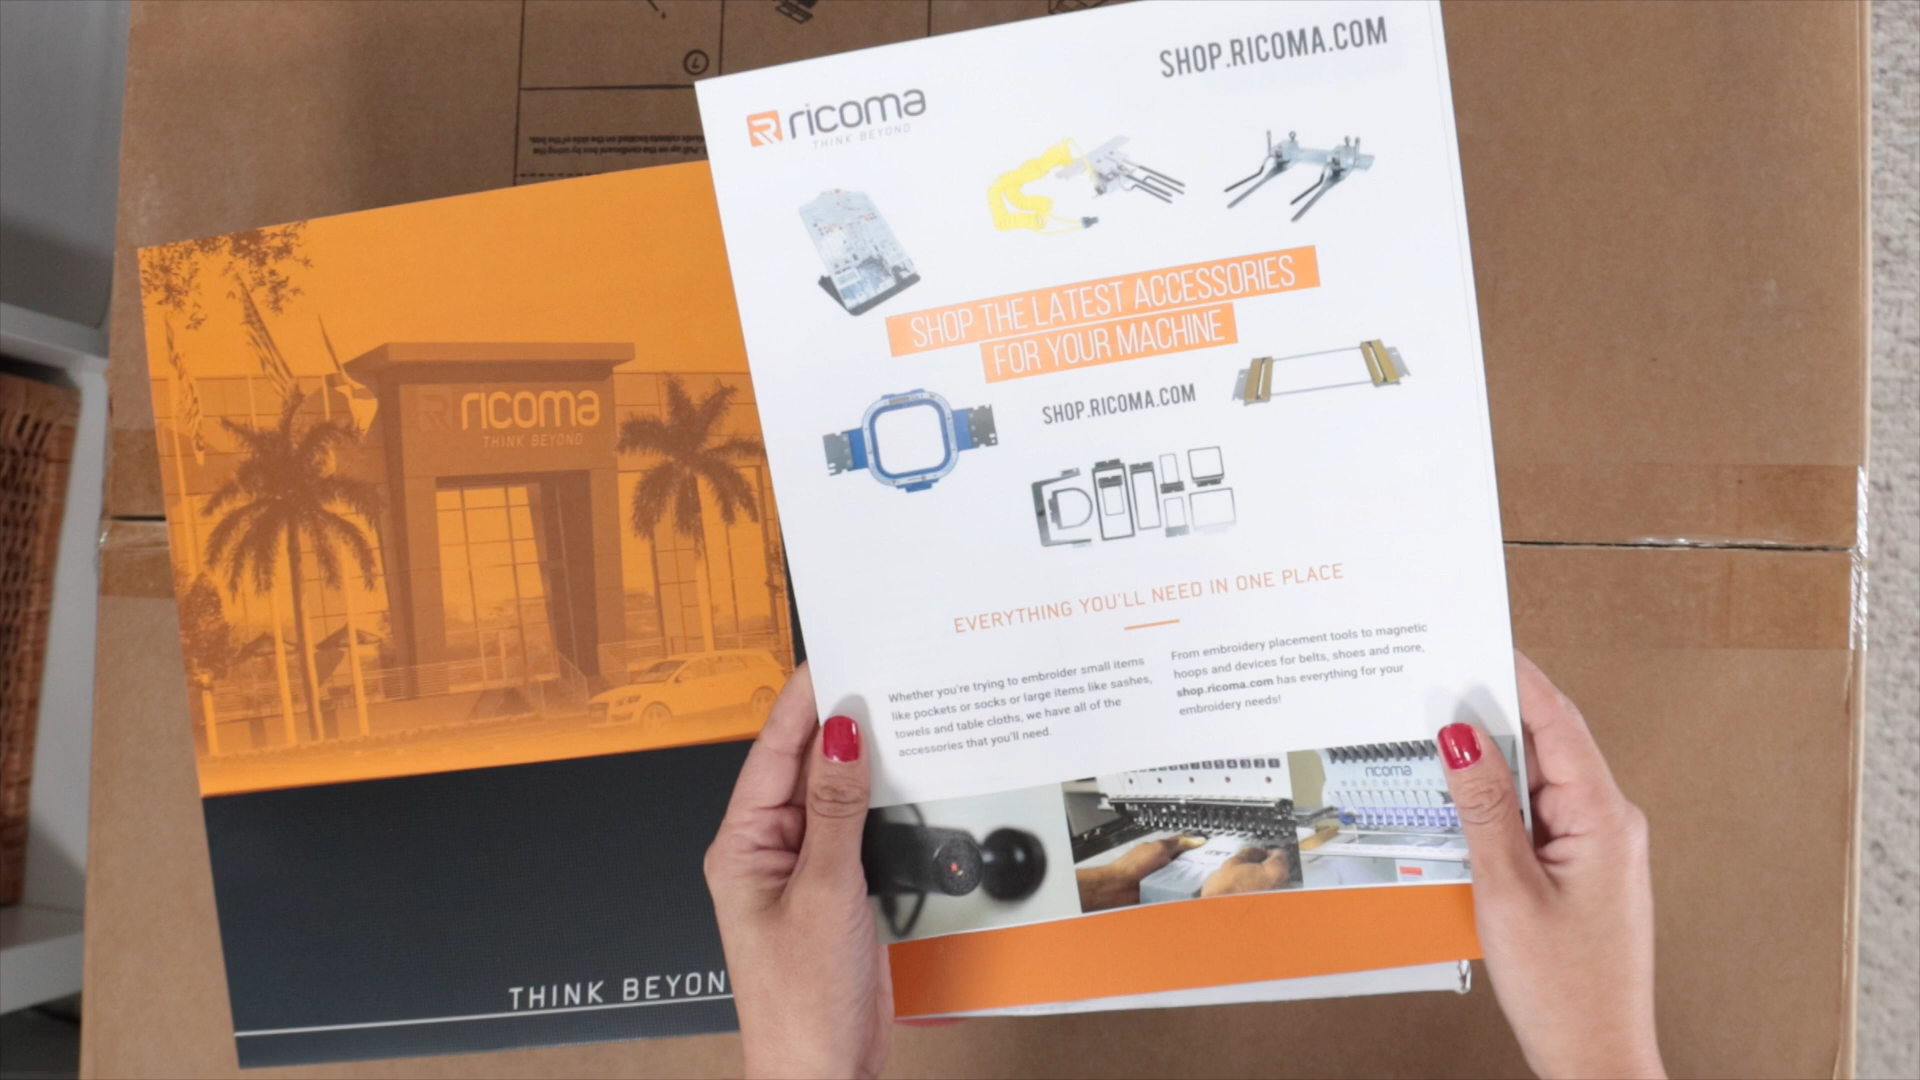 SHOP.RICOMA.COM
ricoma
THINK BEYOND
SHOP THE LATEST ACCESSORIES
FOR YOUR MACHINE
SHOP.RICOMA.COM
EVERYTHING YOU'LL NEED IN ONE PLACE
Whether you're trying to embroider small items
like pockets or socks or large items like sashes,
towels and table cloths, we have all of the
accessories that you'll need.
From embroidery placement tools to magnetic
hoops and devices for belts, shoes and more,
shop.ricoma.com has everything for your
embroidery needs!
ricoma
ricoma
THINK BEYOND
THINK BEYON